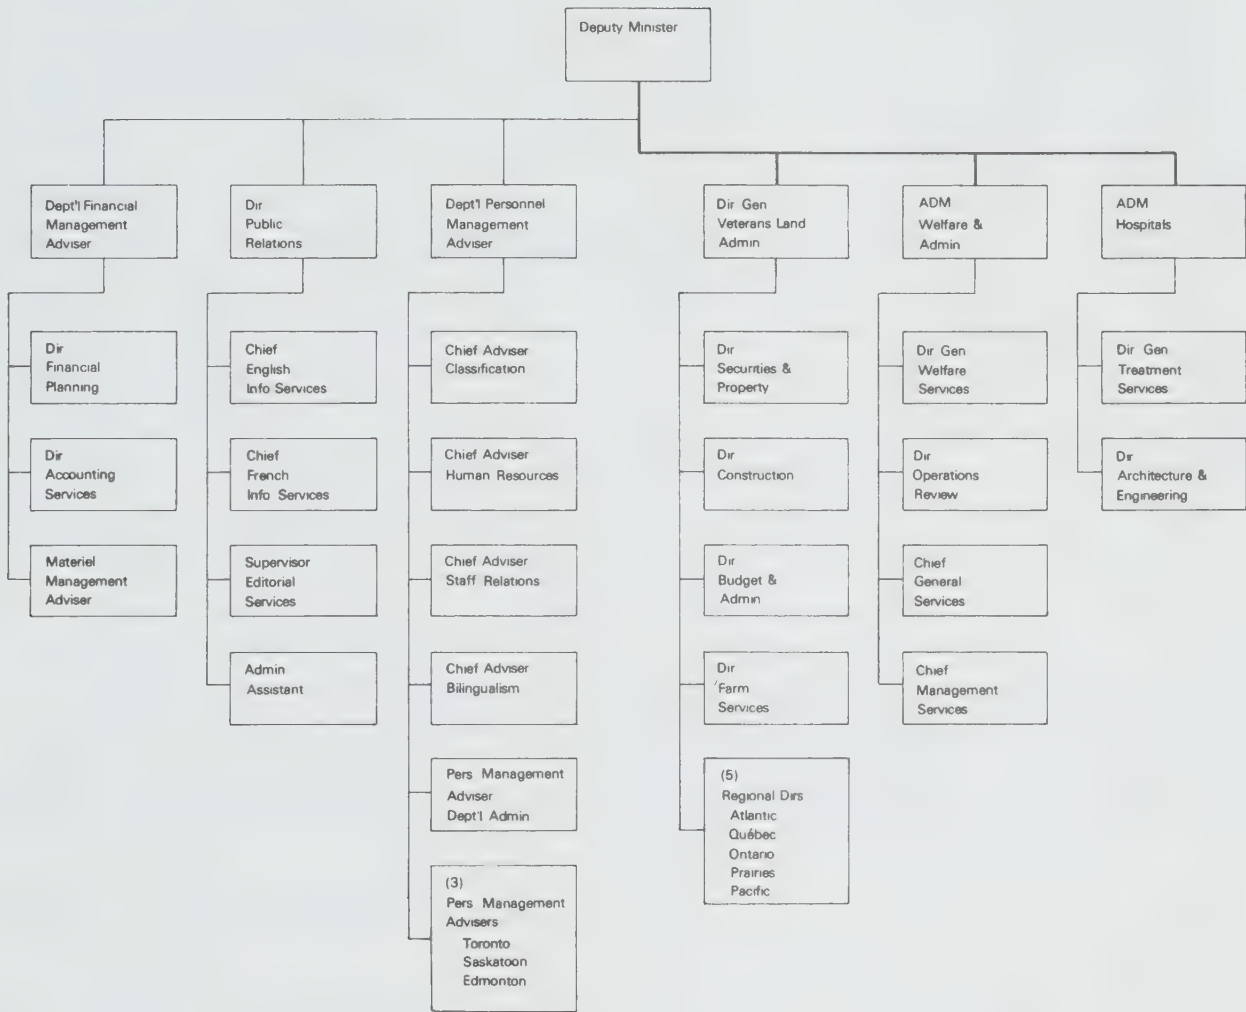 Deputy Minister
Dept'l Financial
Management
Adviser
Dir
Public
Relations
Dept'l Personnel
Management
Adviser
Dir Gen
Veterans Land
Admin
ADM
Welfare &
Admin
ADM
Hospitals
Dir
Financial
Planning
Dir
Accounting
Services
Materiel
Management
Adviser
Chief
English
Info Services
Chief
French
Info Services
Supervisor
Editorial
Services
Admin
Assistant
Chief Adviser
Classification
Chief Adviser
Human Resources
Chief Adviser
Staff Relations
Chief Adviser
Bilingualism
Pers Management
Adviser
Dept'l Admin
(3)
Pers Management
Advisers
Toronto
Saskatoon
Edmonton
Dir
Securities &
Property
Dir
Construction
Dir
Budget &
Admin
Dir
Farm
Services
(5)
Regional Dirs
Atlantic
Québec
Ontario
Prairies
Pacific
Dir Gen
Welfare
Services
Dir
Operations
Review
Chief
General
Services
Chief
Management
Services
Dir Gen
Treatment
Services
Dir
Architecture &
Engineering